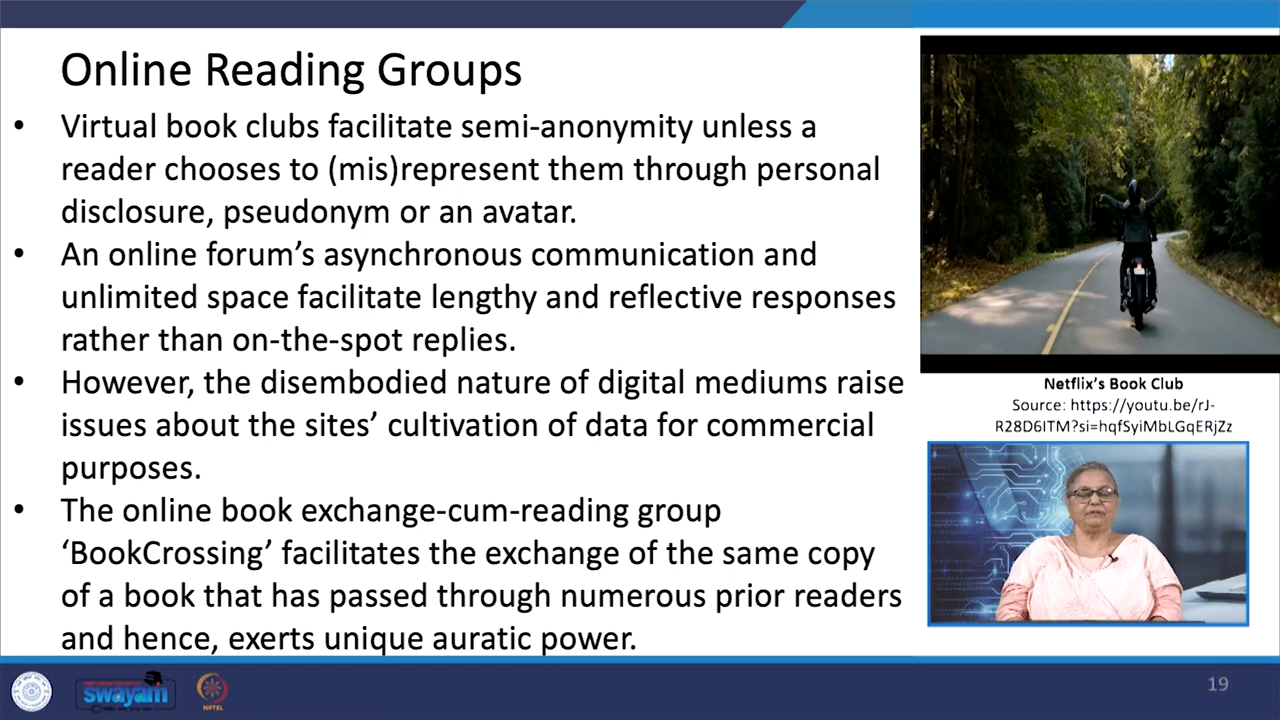 Online Reading Groups
• Virtual book clubs facilitate semi-anonymity unless a
reader chooses to (mis)represent them through personal
disclosure, pseudonym or an avatar.
• An online forum’s asynchronous communication and
unlimited space facilitate lengthy and reflective responses
rather than on-the-spot replies.
• However, the disembodied nature of digital mediums raise
issues about the sites’ cultivation of data for commercial
purposes.
• The online book exchange-cum-reading group
‘BookCrossing’ facilitates the exchange of the same copy
of a book that has passed through numerous prior readers
and hence, exerts unique auratic power.
Netflix’s Book Club
Source: https://youtu.be/rJ-
R28D6ITM?si=hqfSyiMbLGqERjZz
swayam
NPTEL
19